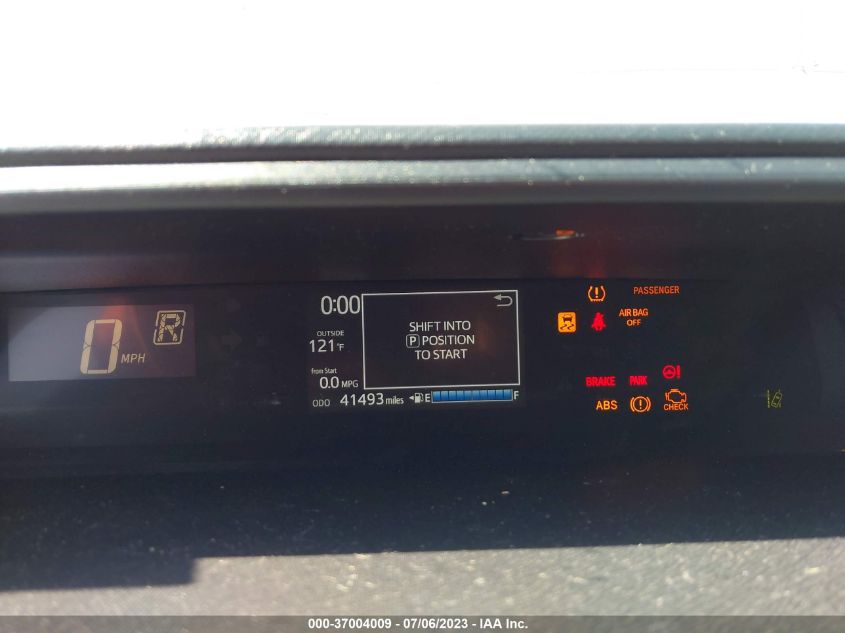 0 MPH
R
0:00
OUTSIDE
121°F
from Start
0.0 MPG
ODO 41493 miles
E F
SHIFT INTO
P POSITION
TO START
PASSENGER
AIR BAG
OFF
BRAKE PARK
ABS
CHECK
000-37004009 - 07/06/2023 - IAA Inc.